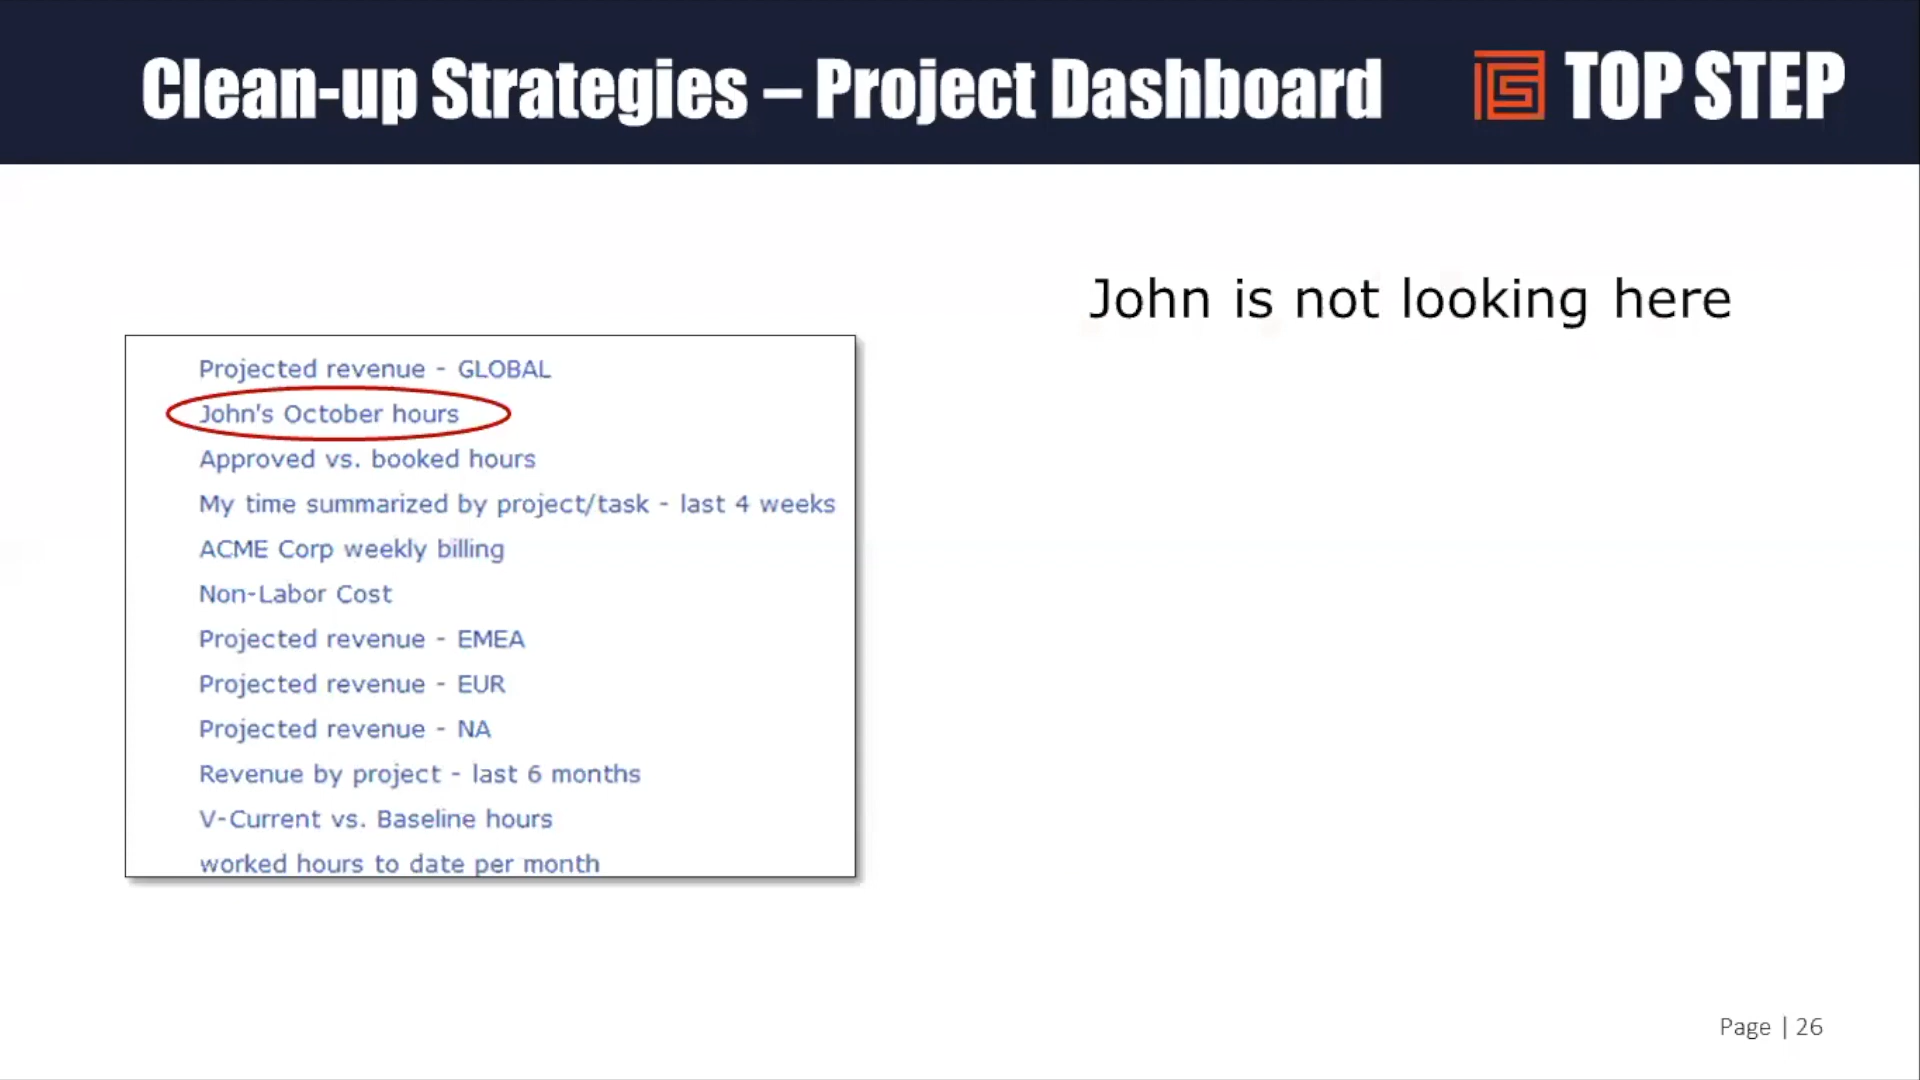 Clean-up Strategies – Project Dashboard
TOP STEP
John is not looking here
Projected revenue - GLOBAL
John's October hours
Approved vs. booked hours
My time summarized by project/task - last 4 weeks
ACME Corp weekly billing
Non-Labor Cost
Projected revenue - EMEA
Projected revenue - EUR
Projected revenue - NA
Revenue by project - last 6 months
V-Current vs. Baseline hours
worked hours to date per month
Page | 26